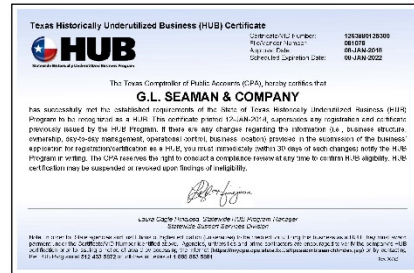 Texas Historically Underutilized Business (HUB) Certificate
HUB
Statewide Historically Underutilized Business Program
Certificate/VID Number:
File/Vendor Number:
Approval Date: 08-JAN-2018
Scheduled Expiration Date: 08-JAN-2022
The Texas Comptroller of Public Accounts (CPA), hereby certifies that
G.L. SEAMAN & COMPANY
has successfully met the established requirements of the State of Texas Historically Underutilized Business (HUB)
Program to be recognized as a HUB. This certificate printed 12-JAN-2018, supersedes any registration and certificate
previously issued by the HUB Program. If there are any changes regarding the information (i.e., business structure,
ownership, day-to-day management, operational control, business location) provided in the submission of the business'
application for registration/certification as a HUB, you must immediately (within 30 days of such changes) notify the HUB
Program in writing. The CPA reserves the right to conduct a compliance review at any time to confirm HUB eligibility. HUB
certification may be suspended or revoked upon findings of ineligibility.
Statewide HUB Program Manager
Statewide Support Services Division